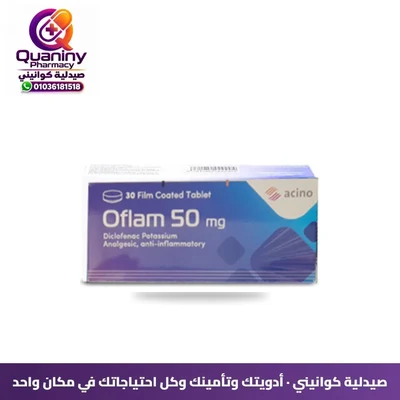 Quaniny
Pharmacy
صيدلية كوانيني
01036181518
30 Film Coated Tablet
acino
Oflam 50 mg
Diclofenac Potassium
Analgesic, anti-inflammatory
صيدلية كوانيني · أدويتك وتأمينك وكل احتياجاتك في مكان واحد